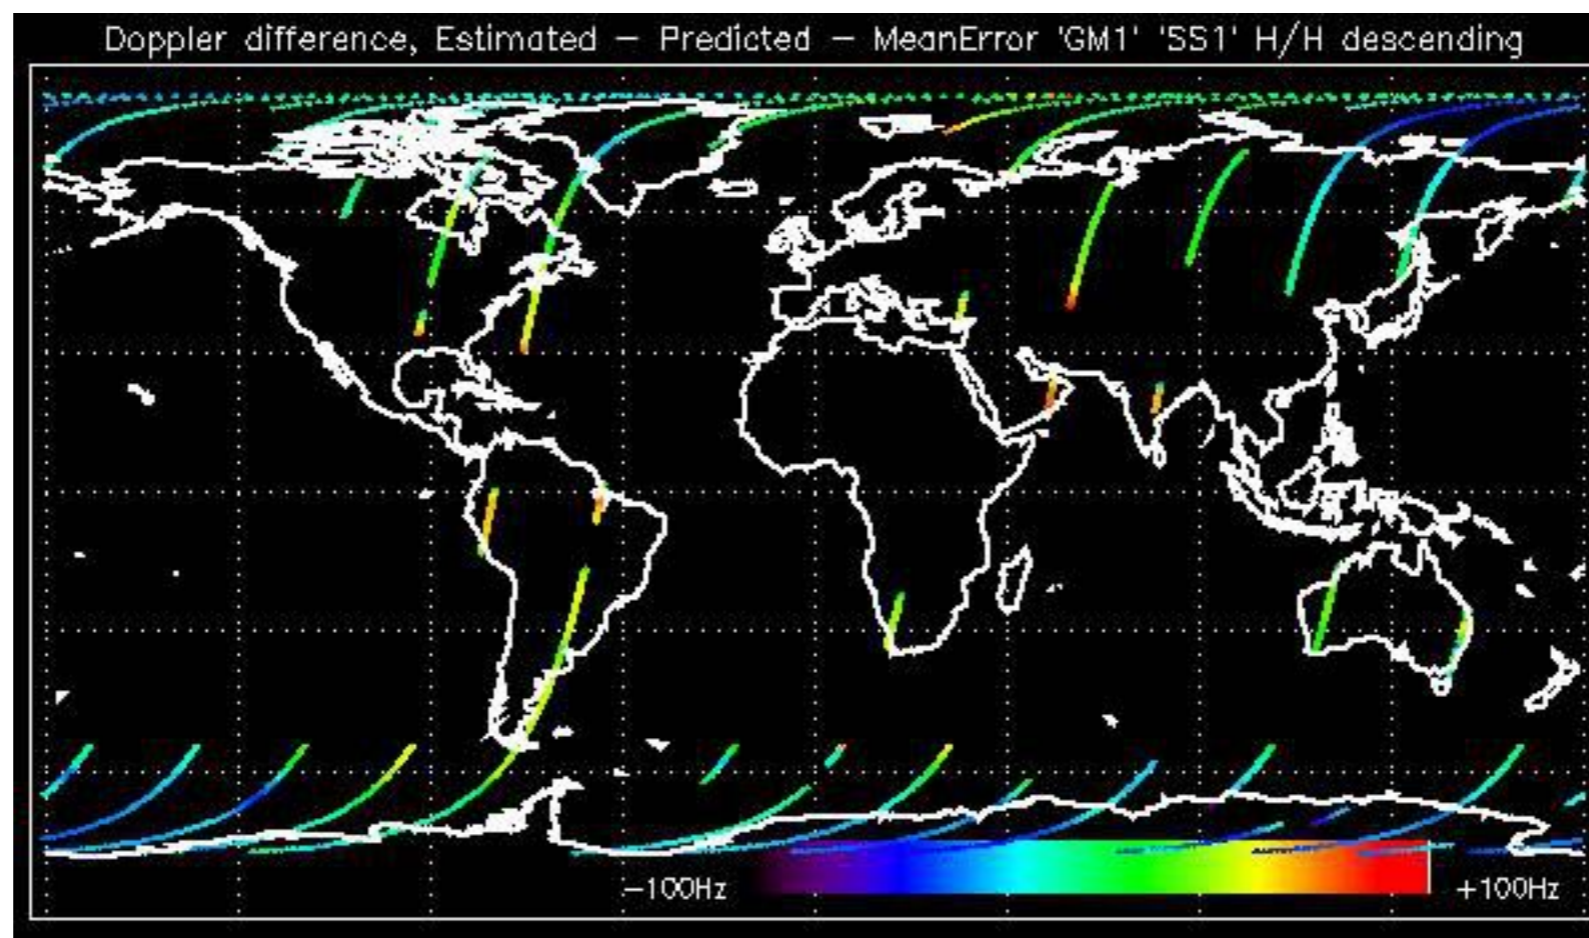 Doppler difference, Estimated – Predicted – MeanError 'GM1' 'SS1' H/H descending
–100Hz
+100Hz